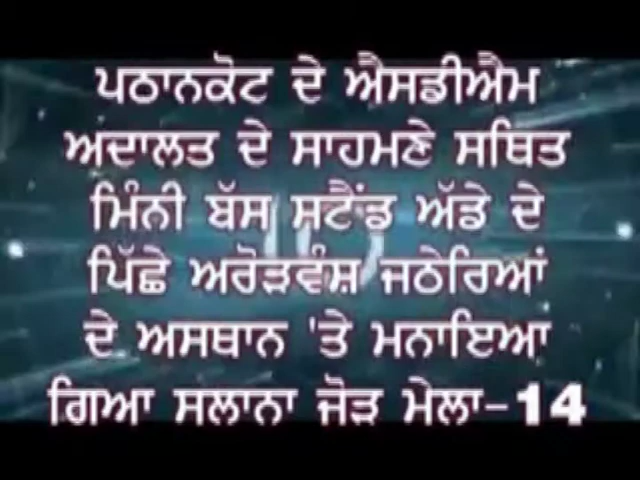 ਪਠਾਨਕੋਟ ਦੇ ਐਸਡੀਐਮ
ਅਦਾਲਤ ਦੇ ਸਾਹਮਣੇ ਸਥਿਤ
ਮਿੰਨੀ ਬੱਸ ਸਟੈਂਡ ਅੱਡੇ ਦੇ
ਪਿੱਛੇ ਅਰੋੜਵੰਸ਼ ਜਠੇਰਿਆਂ
ਦੇ ਅਸਥਾਨ 'ਤੇ ਮਨਾਇਆ
ਗਿਆ ਸਲਾਨਾ ਜੋੜ ਮੇਲਾ-14